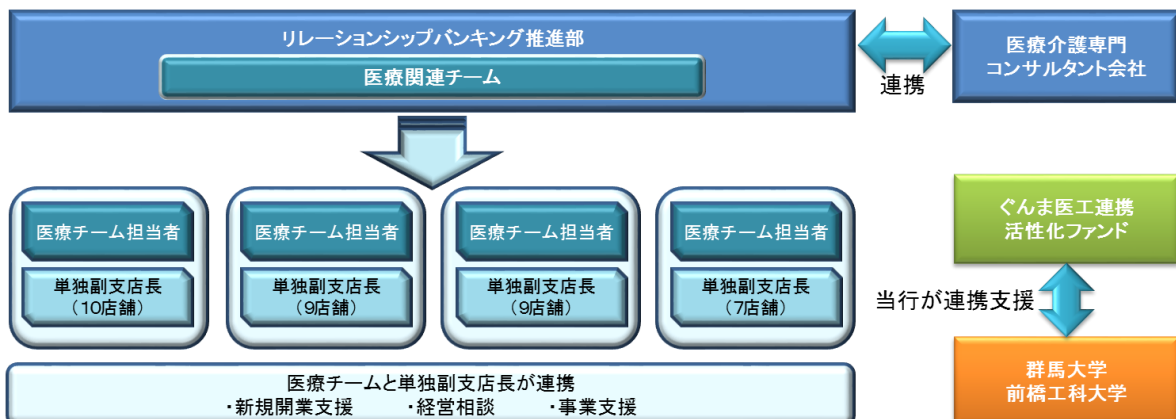 リレーションシップバンキング推進部
医療関連チーム
連携
医療介護専門
コンサルタント会社
医療チーム担当者
単独副支店長
(10店舗)
医療チーム担当者
単独副支店長
(9店舗)
医療チーム担当者
単独副支店長
(9店舗)
医療チーム担当者
単独副支店長
(7店舗)
ぐんま医工連携
活性化ファンド
当行が連携支援
群馬大学
前橋工科大学
医療チームと単独副支店長が連携
・新規開業支援 ・経営相談 ・事業支援